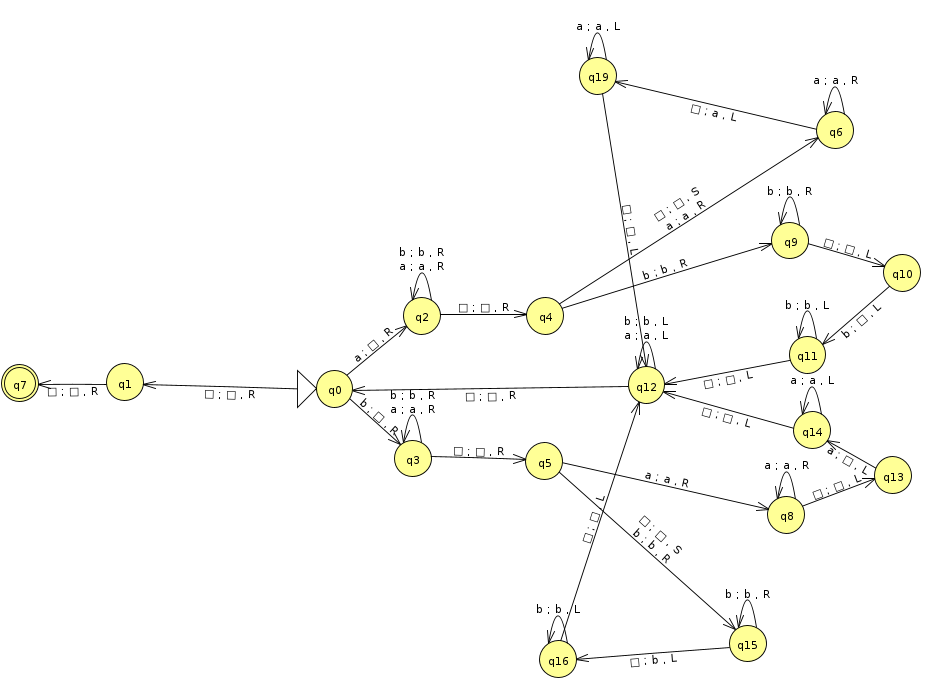 a ; a , L
q19
a ; a , R
□ ; a , L
q6
□ ; □ , S
a ; a , R
b ; b , R
q9
□ ; □ , L
q10
□ ; □ , L
b ; b , R
b ; b , R
a ; a , R
q2
□ ; □ , R
q4
b ; b , L
b ; □ , L
q11
b ; b , L
a ; a , L
a ; □ , R
q7
□ ; □ , R
q1
□ ; □ , R
q0
□ ; □ , R
q12
□ ; □ , L
a ; a , L
b ; □ , R
b ; b , R
a ; a , R
□ ; □ , L
q14
q3
□ ; □ , R
q5
a ; □ , L
q13
a ; a , R
a ; a , R
□ ; □ , L
q8
□ ; □ , L
□ ; □ , S
b ; b , R
b ; b , R
b ; b , L
q15
□ ; b , L
q16